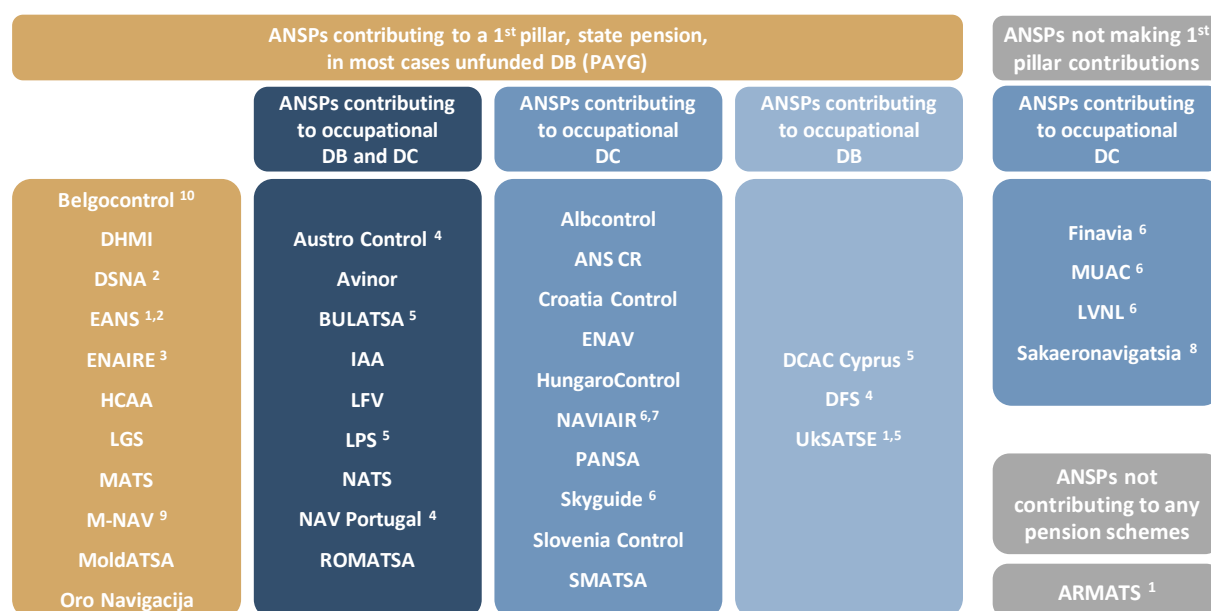 ANSPs contributing to a 1st pillar, state pension,
in most cases unfunded DB (PAYG)
ANSPs not making 1st
pillar contributions
ANSPs contributing
to occupational
DB and DC
ANSPs contributing
to occupational
DC
ANSPs contributing
to occupational
DB
ANSPs contributing
to occupational
DC
Belgocontrol 10
DHMI
DSNA 2
EANS 1,2
ENAIRE 3
HCAA
LGS
MATS
M-NAV 9
MoldATSA
Oro Navigacija
Austro Control 4
Avinor
BULATSA 5
IAA
LFV
LPS 5
NATS
NAV Portugal 4
ROMATSA
Albcontrol
ANS CR
Croatia Control
ENAV
HungaroControl
NAVIAIR 6,7
PANSA
Skyguide 6
Slovenia Control
SMATSA
DCAC Cyprus 5
DFS 4
UkSATSE 1,5
Finavia 6
MUAC 6
LVNL 6
Sakaeronavigatsia 8
ANSPs not
contributing to any
pension schemes
ARMATS 1